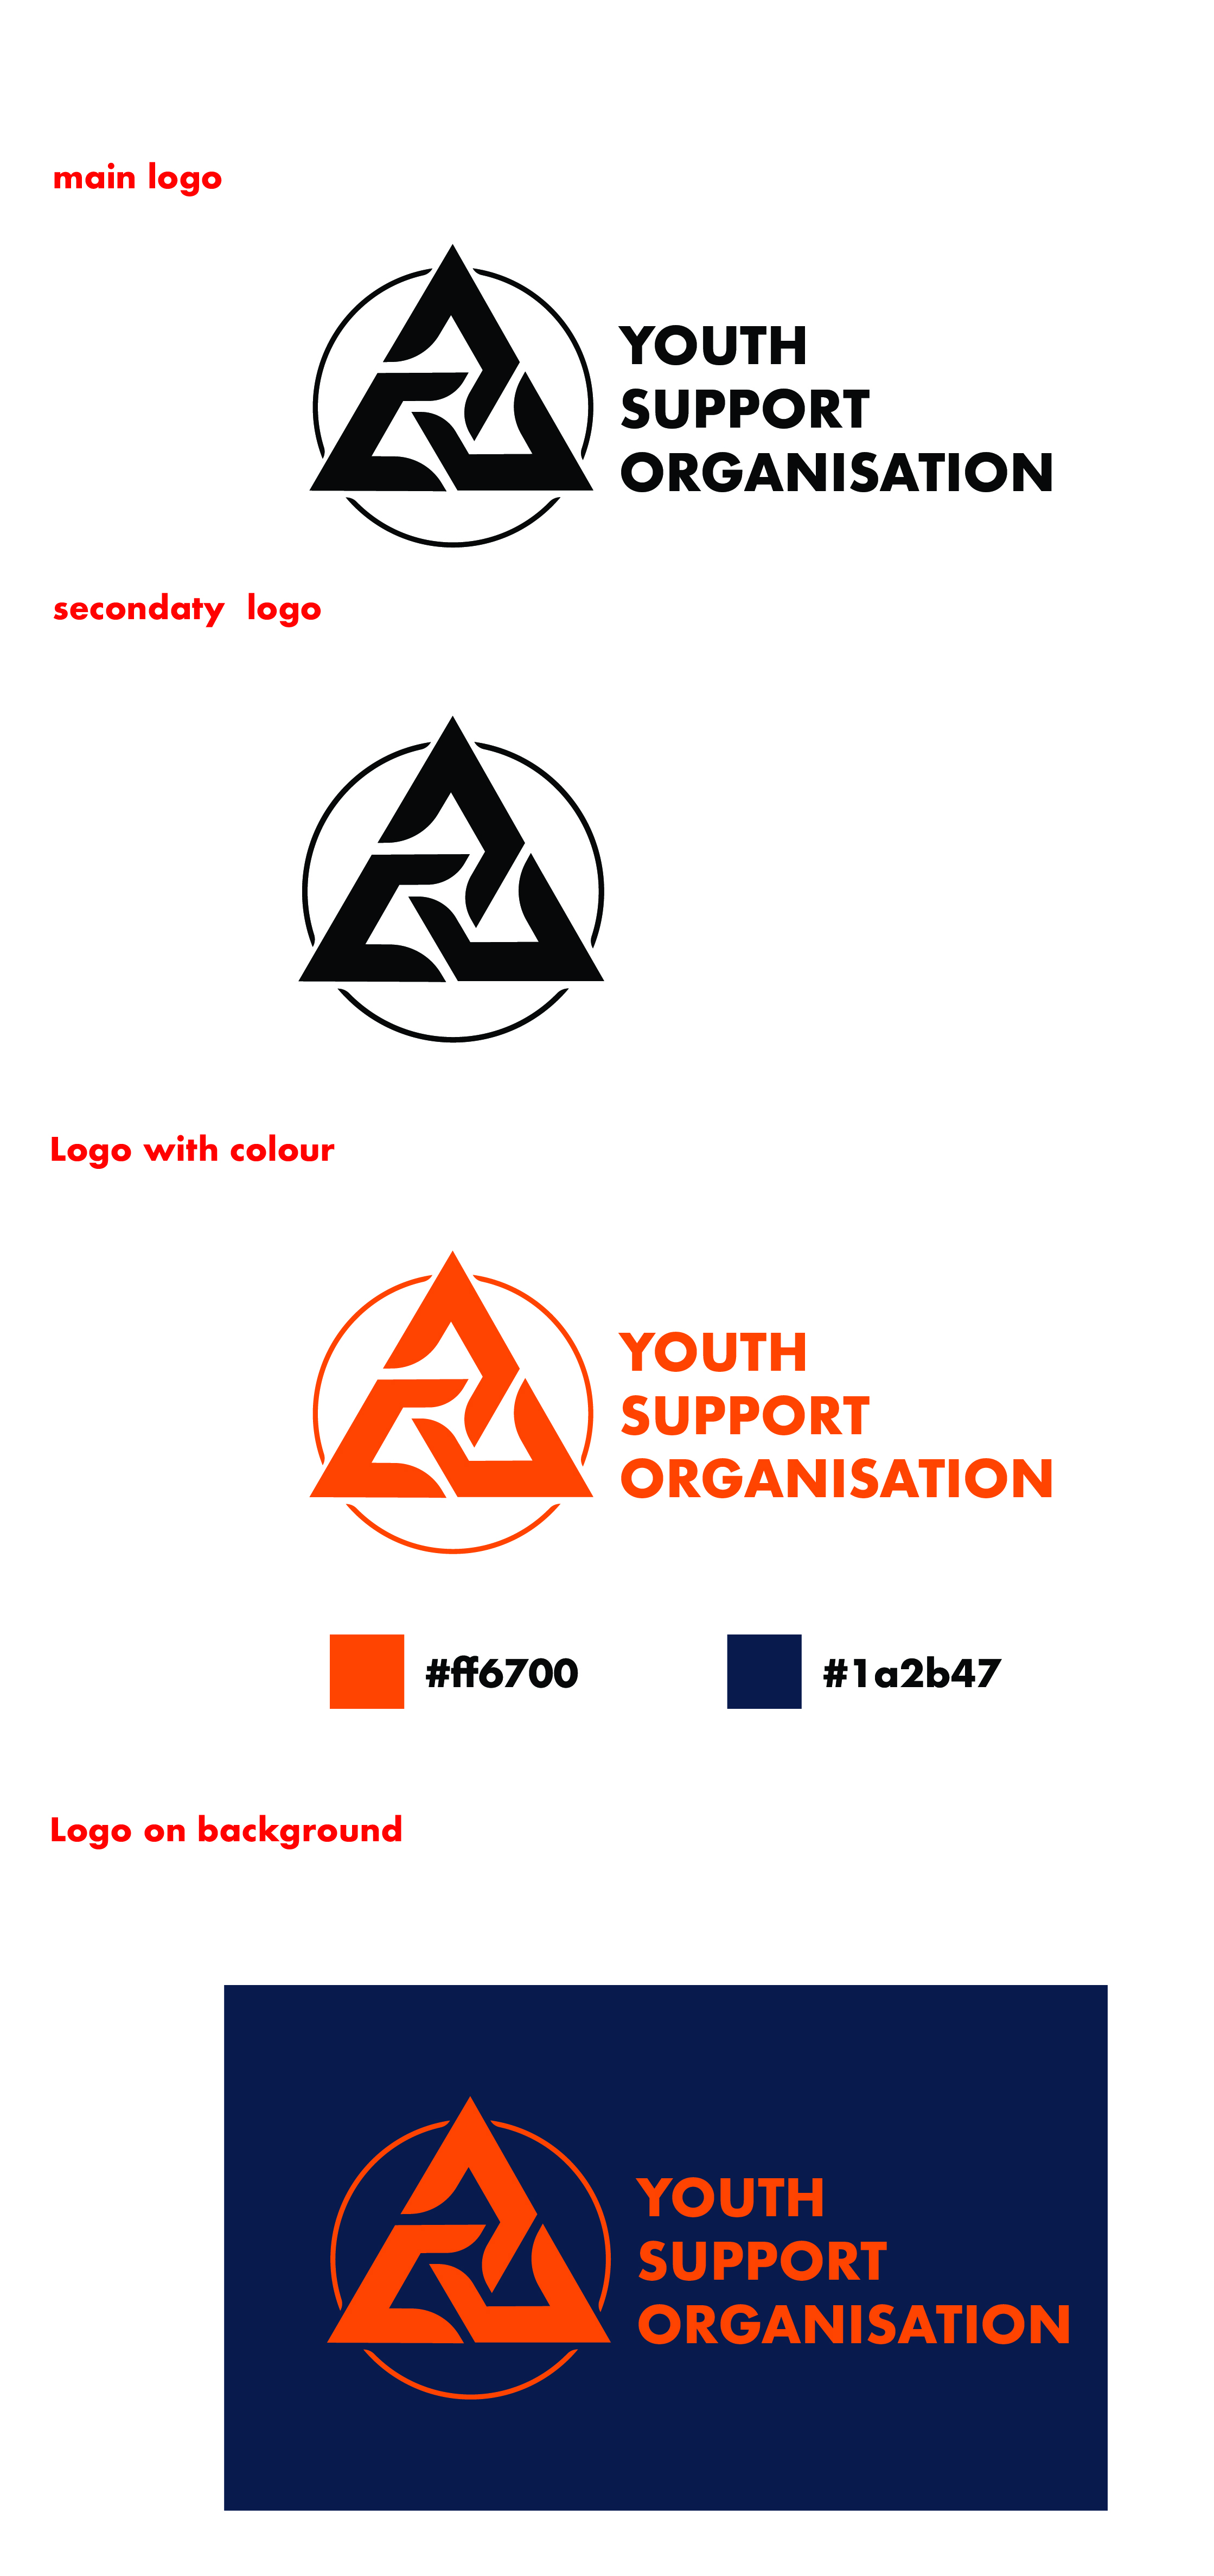 main logo
YOUTH
SUPPORT
ORGANISATION
secondaty logo
Logo with colour
YOUTH
SUPPORT
ORGANISATION
#ff6700
#1a2b47
Logo on background
YOUTH
SUPPORT
ORGANISATION